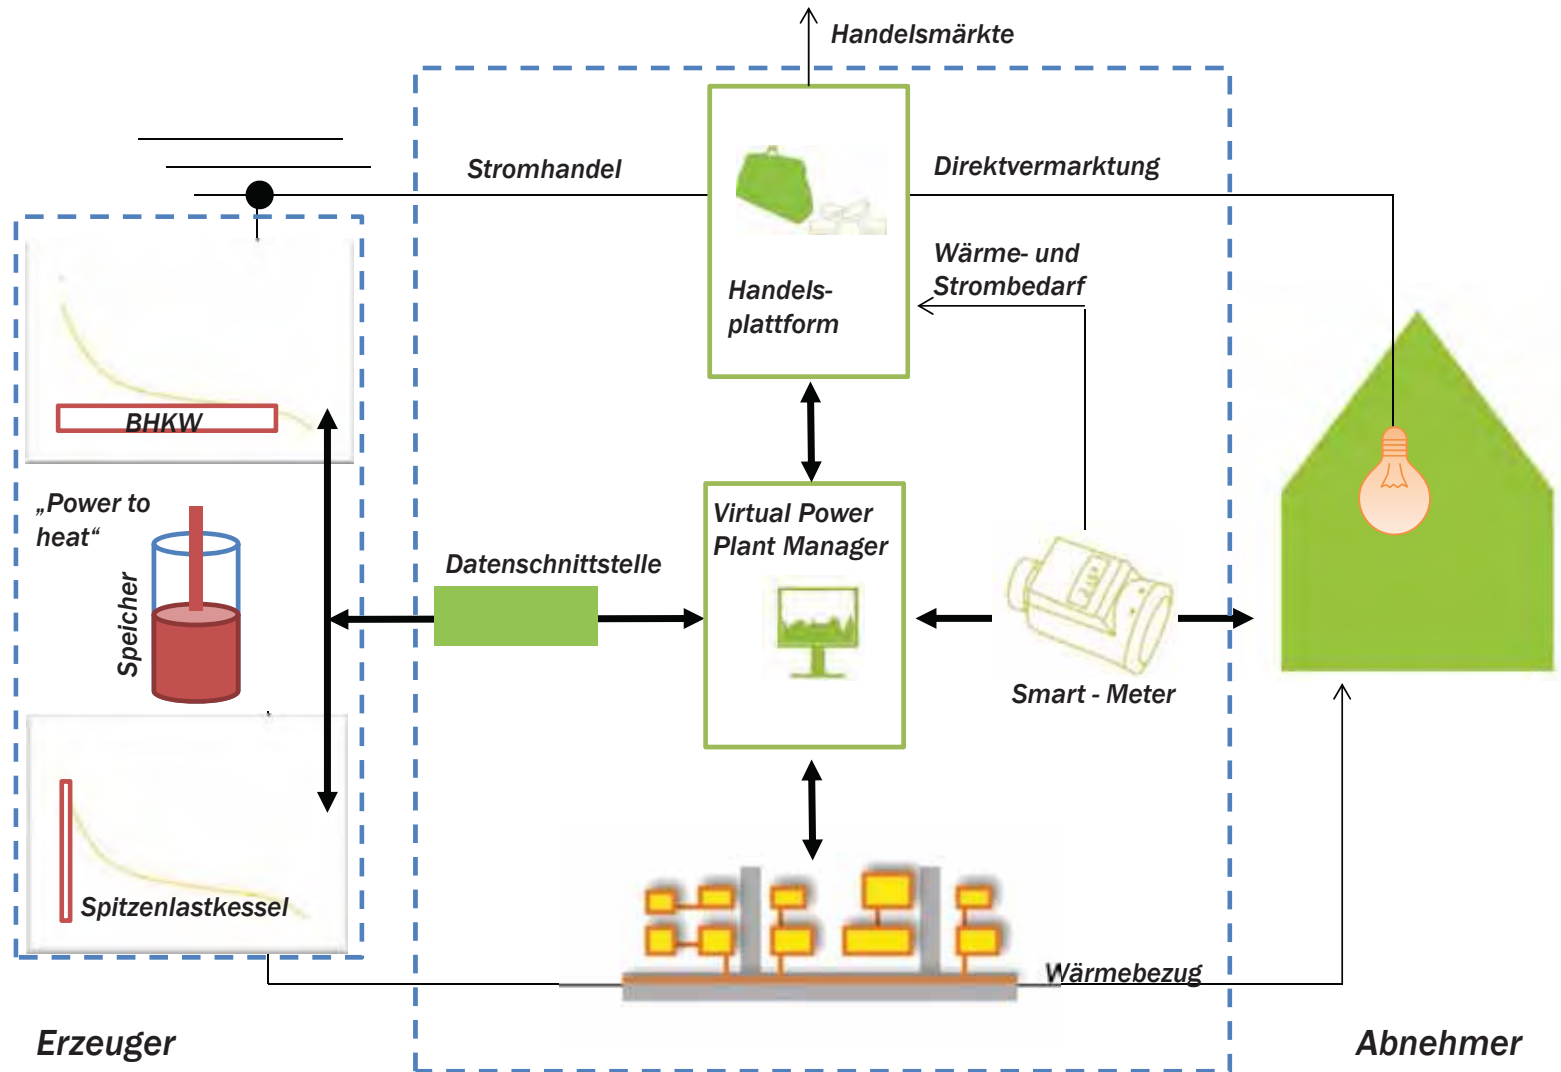 Handelsmärkte
Stromhandel
Direktvermarktung
Wärme- und
Strombedarf
Handels-
plattform
BHKW
„Power to
heat“
Speicher
Datenschnittstelle
Virtual Power
Plant Manager
Smart - Meter
Spitzenlastkessel
Wärmebezug
Erzeuger
Abnehmer